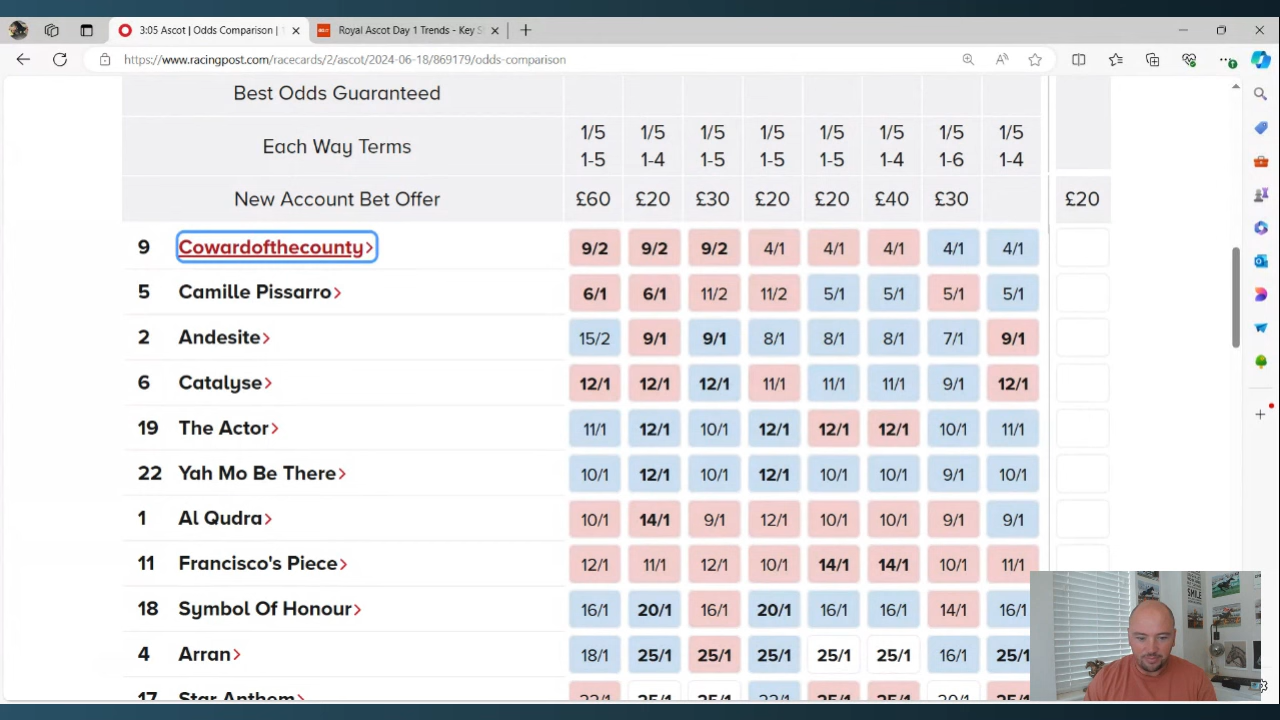 3:05 Ascot | Odds Comparison | 1
Royal Ascot Day 1 Trends - Key S
https://www.racingpost.com/racecards/2/ascot/2024-06-18/869179/odds-comparison
Best Odds Guaranteed
Each Way Terms 1/5 1/5 1/5 1/5 1/5 1/5 1/5 1/5
1-5 1-4 1-5 1-5 1-5 1-4 1-6 1-4
New Account Bet Offer £60 £20 £30 £20 £20 £40 £30 £20
9 Cowardofthecounty> 9/2 9/2 9/2 4/1 4/1 4/1 4/1 4/1
5 Camille Pissarro> 6/1 6/1 11/2 11/2 5/1 5/1 5/1 5/1
2 Andesite> 15/2 9/1 9/1 8/1 8/1 8/1 7/1 9/1
6 Catalyse> 12/1 12/1 12/1 11/1 11/1 11/1 9/1 12/1
19 The Actor> 11/1 12/1 10/1 12/1 12/1 12/1 10/1 11/1
22 Yah Mo Be There> 10/1 12/1 10/1 12/1 10/1 10/1 9/1 10/1
1 Al Qudra> 10/1 14/1 9/1 12/1 10/1 10/1 9/1 9/1
11 Francisco's Piece> 12/1 11/1 12/1 10/1 14/1 14/1 10/1 11/1
18 Symbol Of Honour> 16/1 20/1 16/1 20/1 16/1 16/1 14/1 16/1
4 Arran> 18/1 25/1 25/1 25/1 25/1 25/1 16/1 25/1
17 Star Anthem>
SMILE